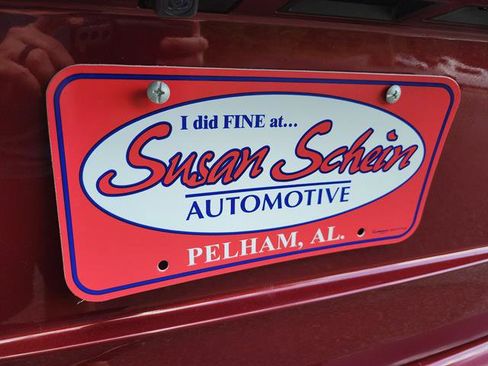 I did FINE at...
Susan Schein
AUTOMOTIVE
PELHAM, AL.